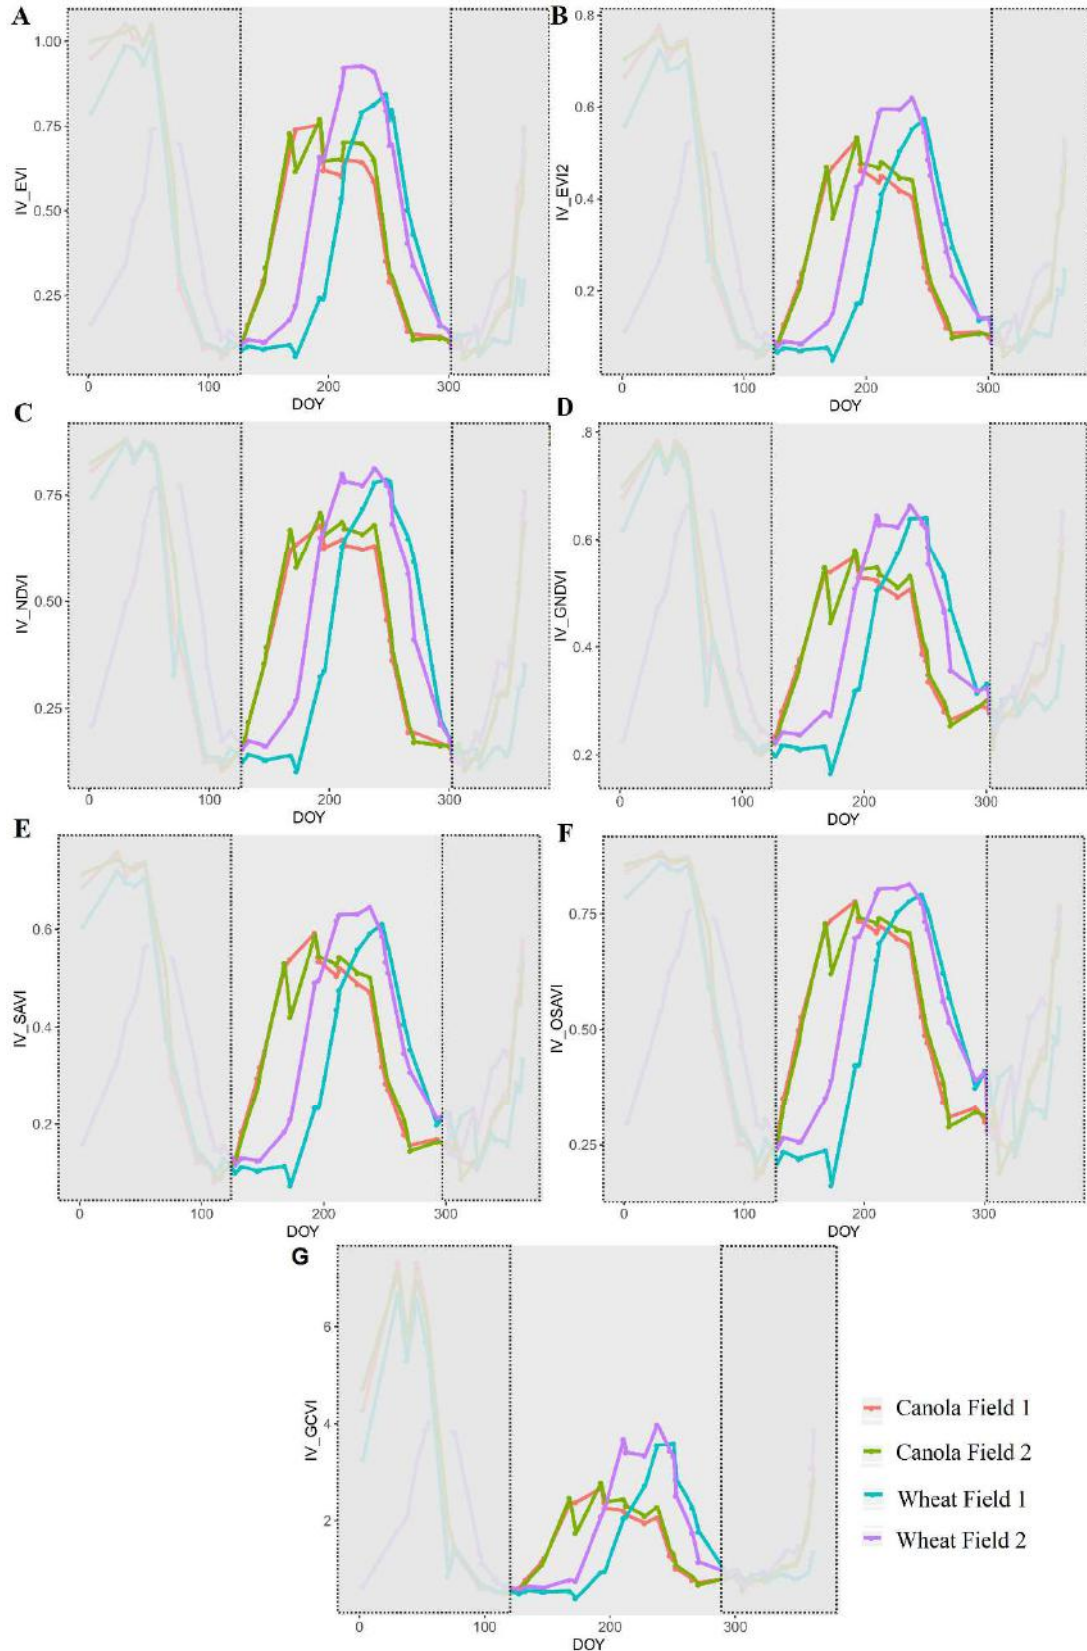 A
IV_EVI
1.00
0.75
0.50
0.25
0
100
200
300
DOY
B
IV_EVI2
0.8
0.6
0.4
0.2
0
100
200
300
DOY
C
IV_NDVI
0.75
0.50
0.25
0
100
200
300
DOY
D
IV_GNDVI
.8
0.6
0.4
0.2
0
100
200
300
DOY
E
IV_SAVI
0.6
0.4
0.2
0
100
200
300
DOY
F
IV_OSAVI
0.75
0.50
0.25
0
100
200
300
DOY
G
IV_GCVI
6
4
2
0
100
200
300
DOY
Canola Field 1
Canola Field 2
Wheat Field 1
Wheat Field 2